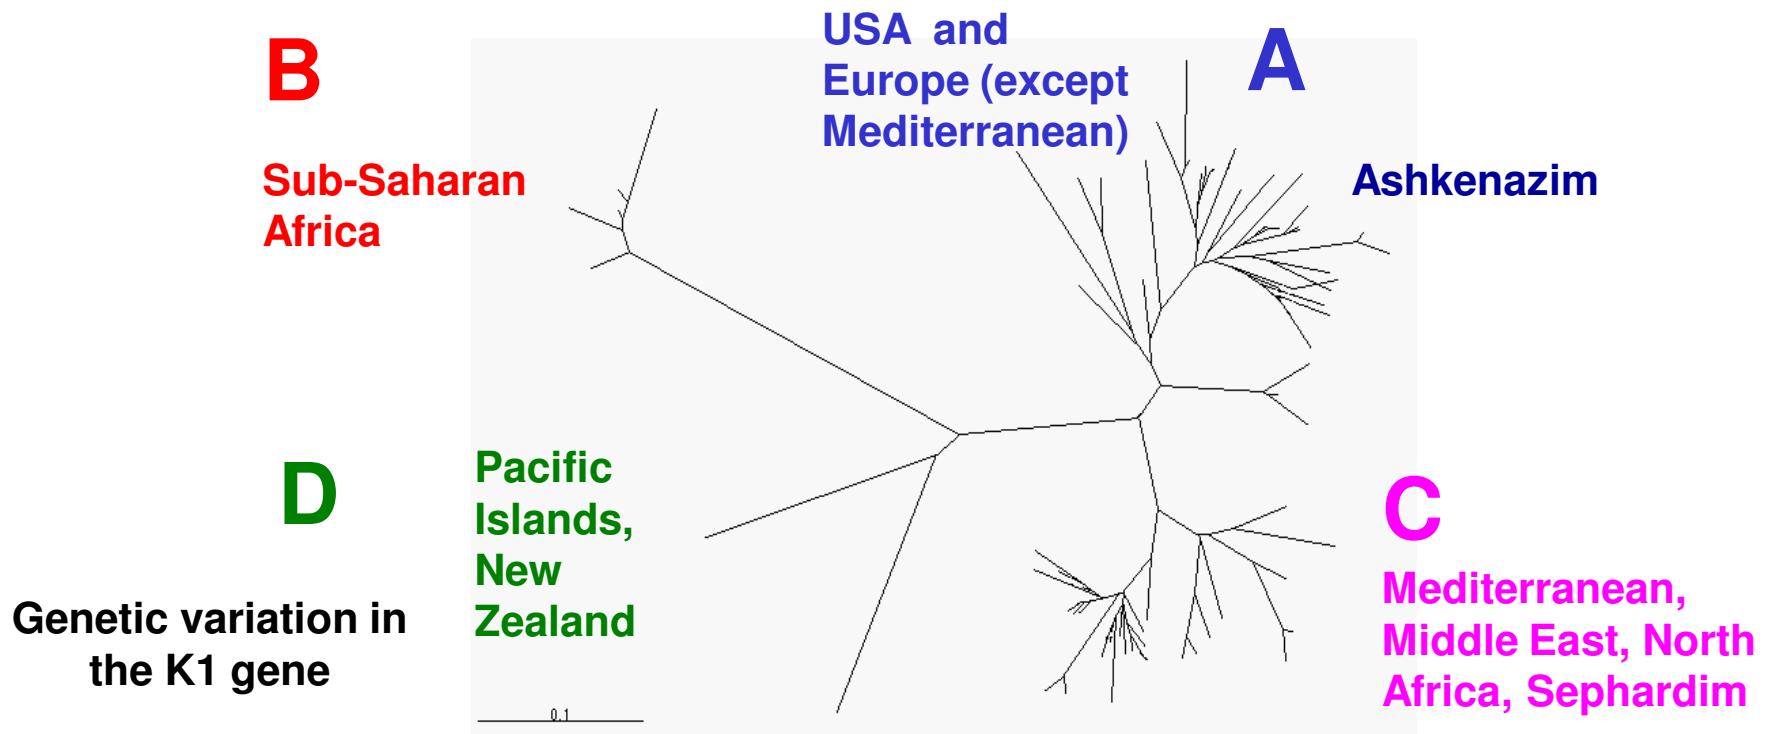 B
Sub-Saharan
Africa
USA and
Europe (except
Mediterranean)
A
Ashkenazim
D
Pacific
Islands,
New
Zealand
C
Mediterranean,
Middle East, North
Africa, Sephardim
Genetic variation in
the K1 gene
0.1